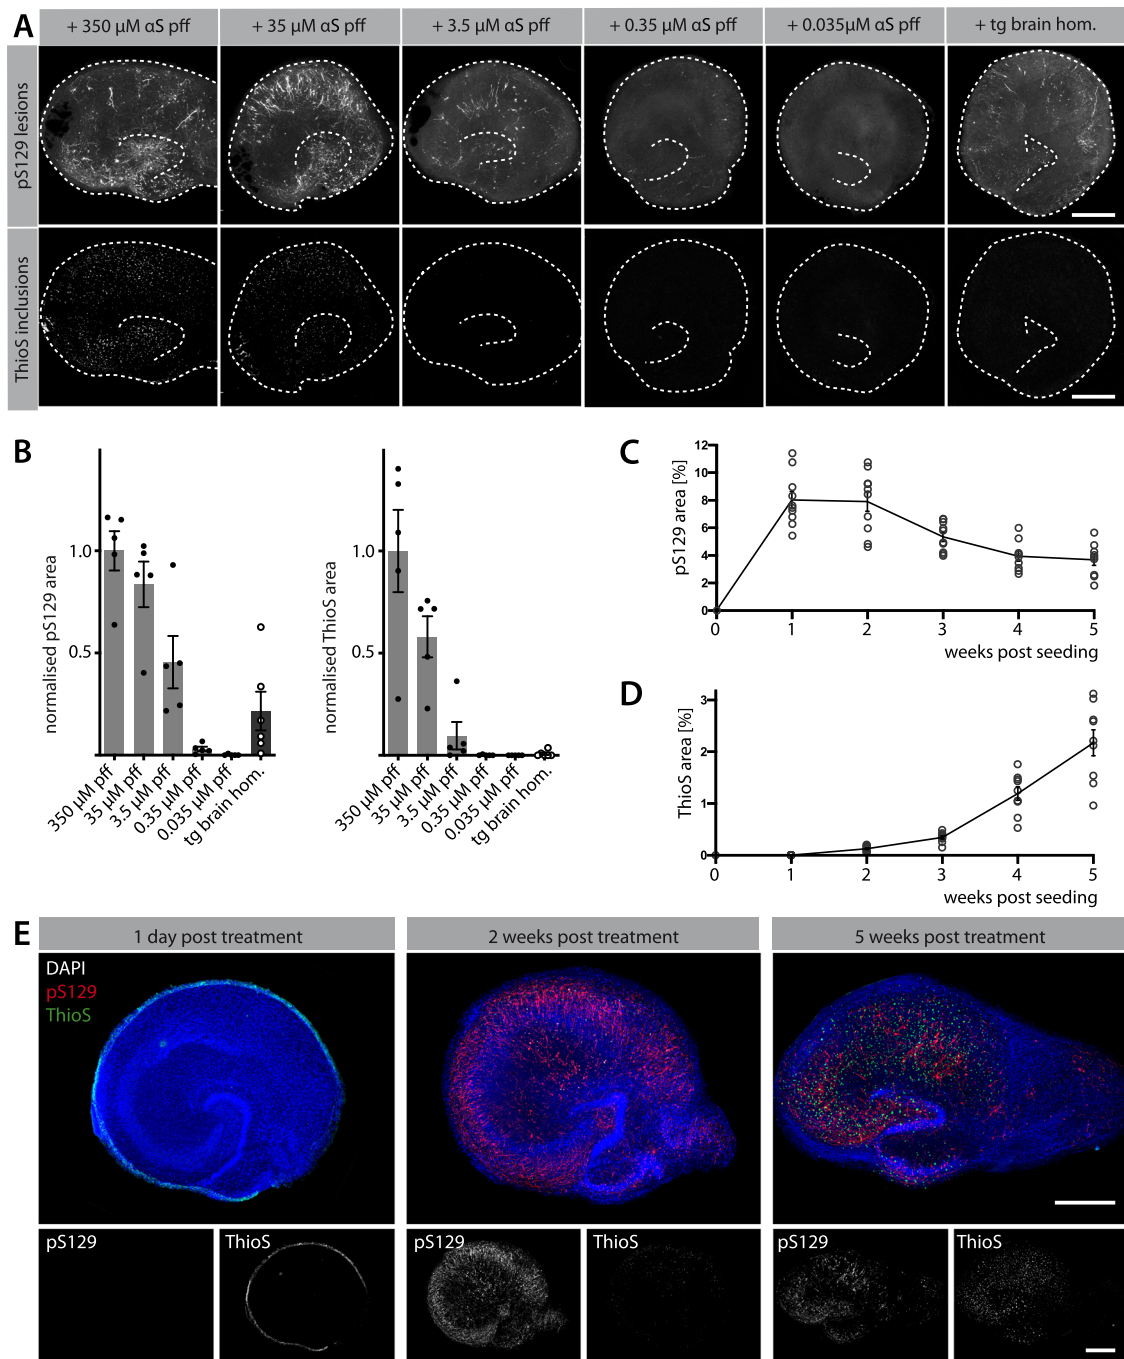 A
+ 350 µM αS pff
+ 35 µM αS pff
+ 3.5 µM αS pff
+ 0.35 µM αS pff
+ 0.035µM αS pff
+ tg brain hom.
pS129 lesions
ThioS inclusions
B
normalised pS129 area
1.0
0.5
350 µM pff
35 µM pff
3.5 µM pff
0.35 µM pff
0.035 µM pff
tg brain hom.
normalised ThioS area
1.0
0.5
350 µM pff
35 µM pff
3.5 µM pff
0.35 µM pff
0.035 µM pff
tg brain hom.
C
pS129 area [%]
12
10
8
6
4
2
0
0 1 2 3 4 5
weeks post seeding
D
ThioS area [%]
3
2
1
0
0 1 2 3 4 5
weeks post seeding
E
1 day post treatment
2 weeks post treatment
5 weeks post treatment
DAPI
pS129
ThioS
pS129
ThioS
pS129
ThioS
pS129
ThioS